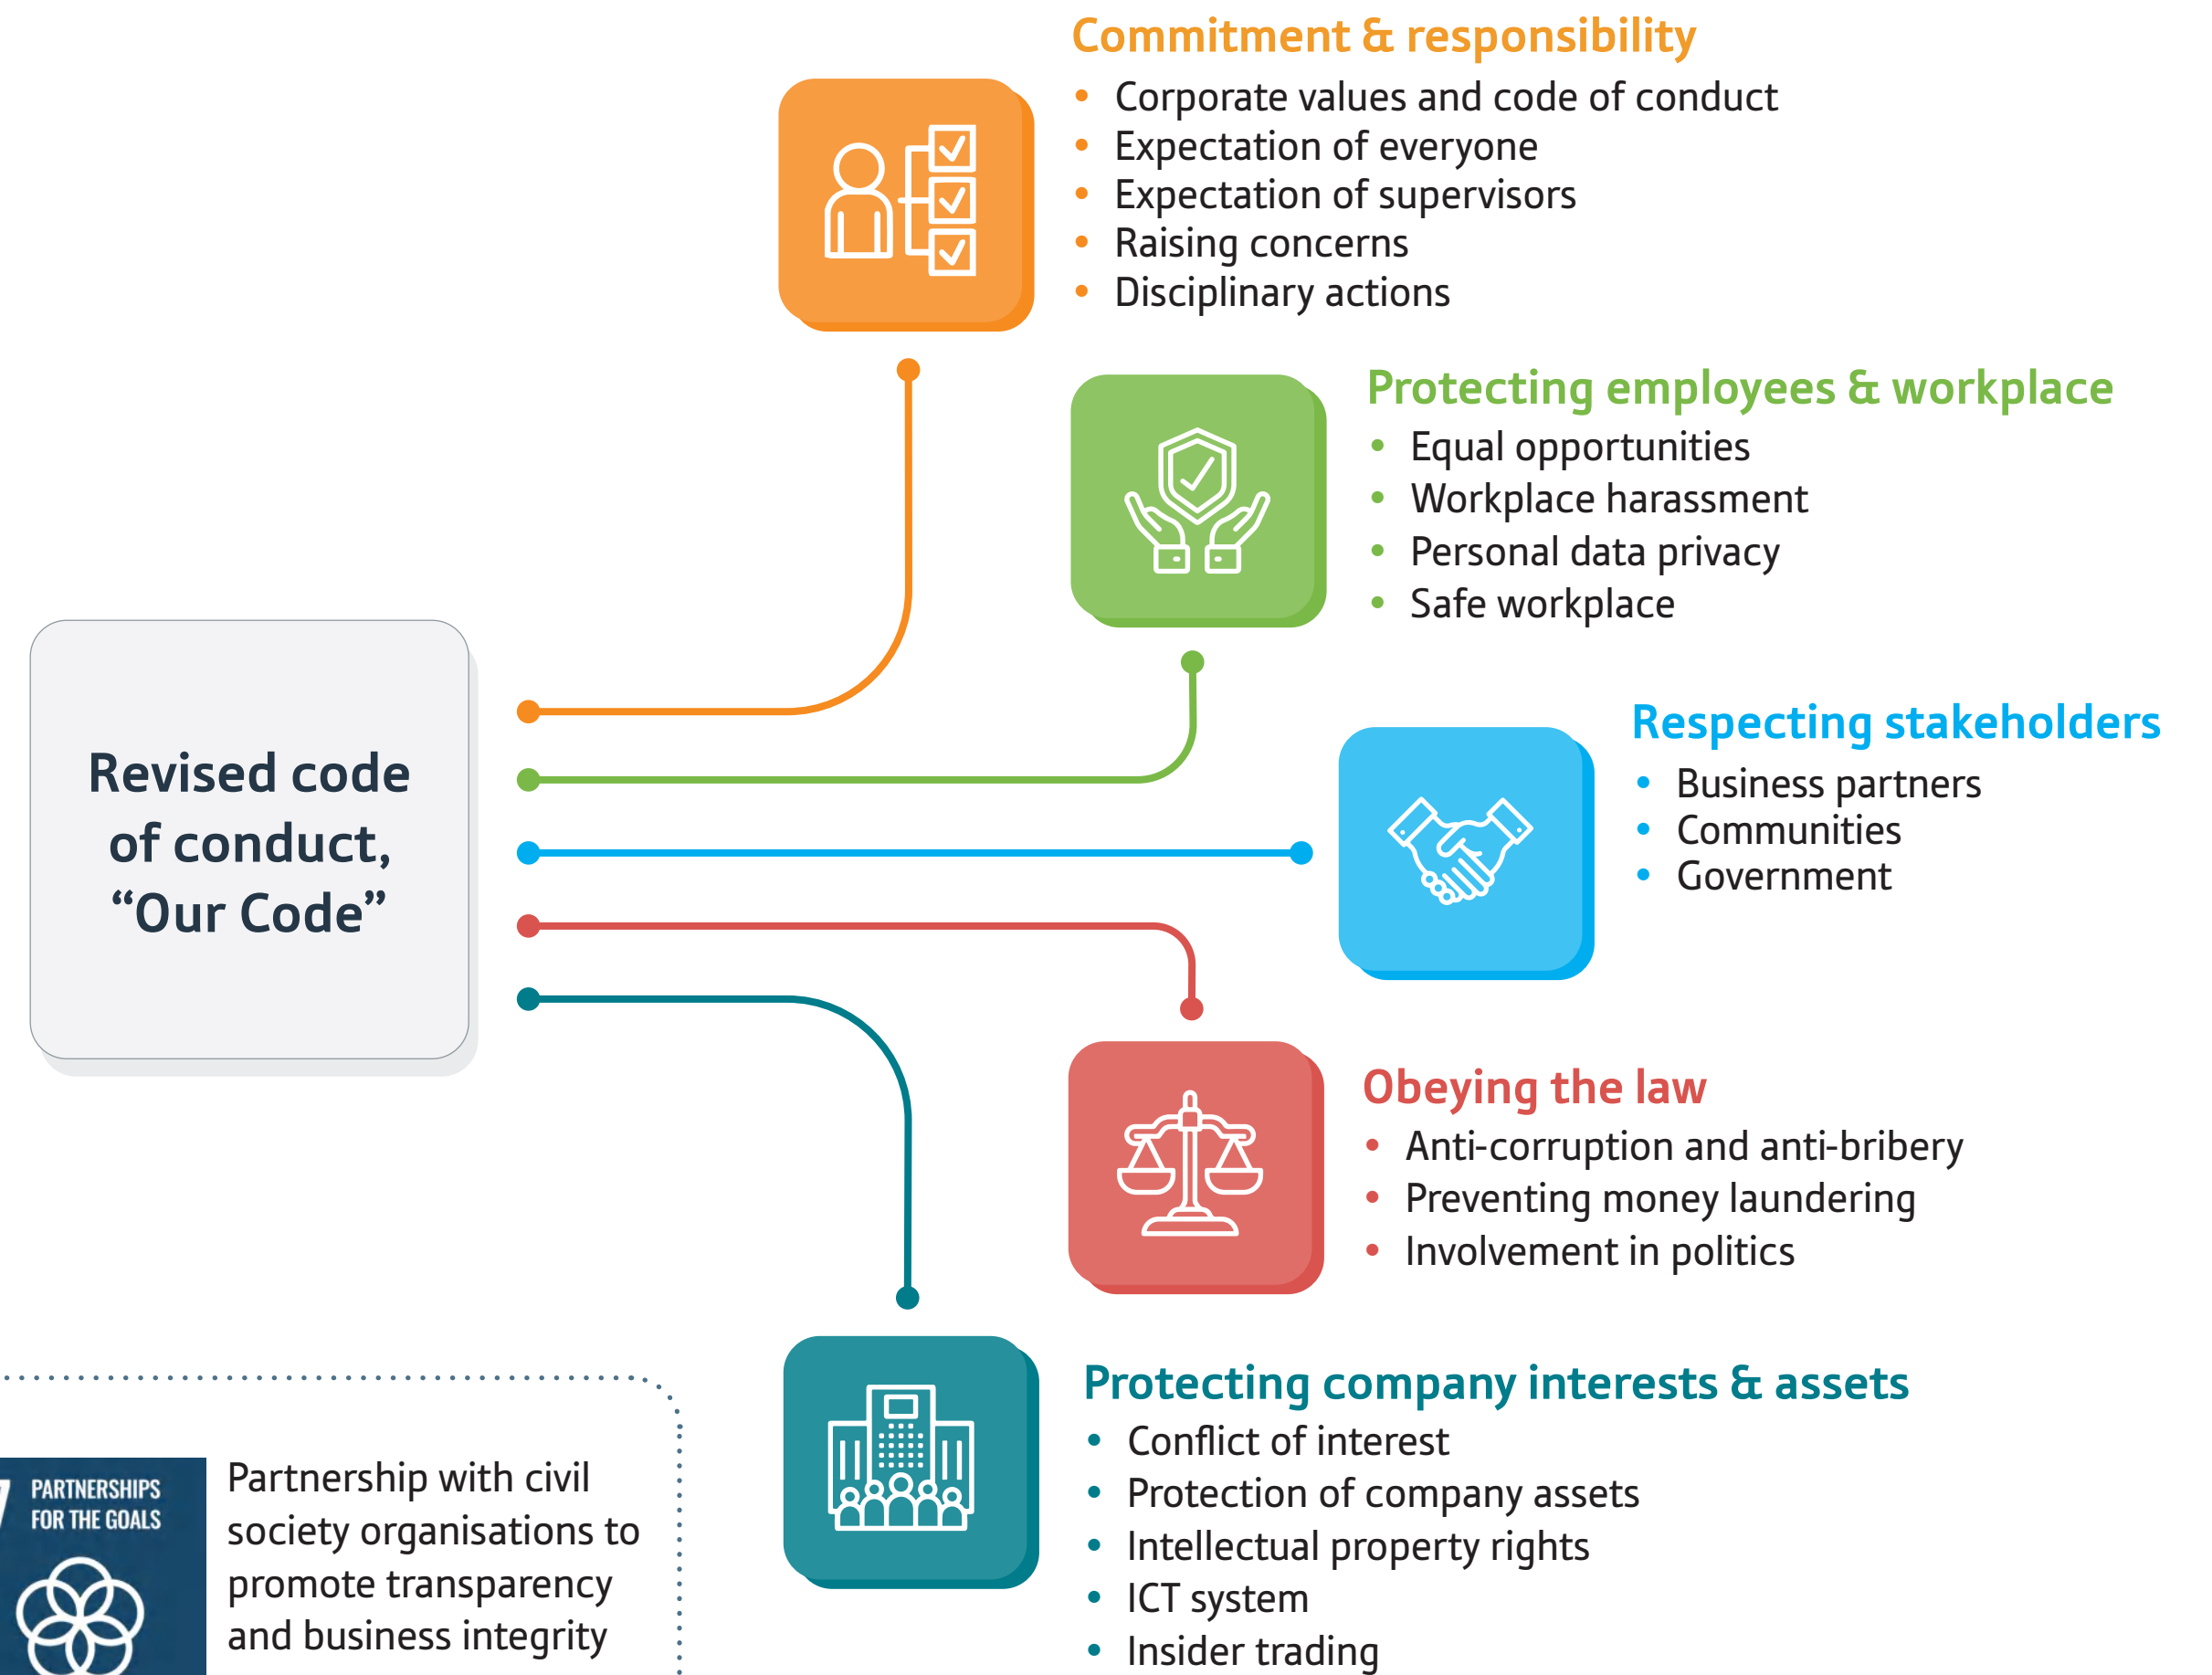 Commitment & responsibility
• Corporate values and code of conduct
• Expectation of everyone
• Expectation of supervisors
• Raising concerns
• Disciplinary actions
Protecting employees & workplace
• Equal opportunities
• Workplace harassment
• Personal data privacy
• Safe workplace
Revised code
of conduct,
“Our Code”
Respecting stakeholders
• Business partners
• Communities
• Government
Obeying the law
• Anti-corruption and anti-bribery
• Preventing money laundering
• Involvement in politics
Protecting company interests & assets
• Conflict of interest
• Protection of company assets
• Intellectual property rights
• ICT system
• Insider trading
PARTNERSHIPS
FOR THE GOALS
Partnership with civil
society organisations to
promote transparency
and business integrity